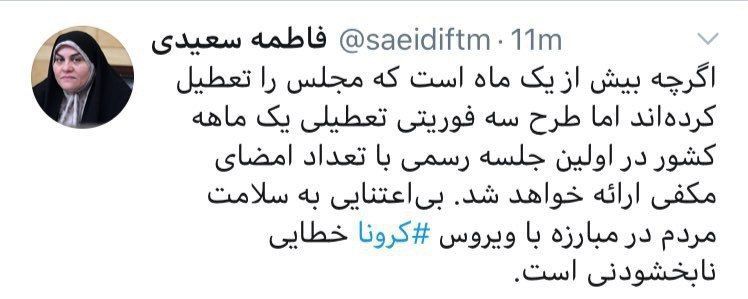 فاطمه سعیدی @saeidiftm · 11m
اگرچه بیش از یک ماه است که مجلس را تعطیل
کرده‌اند اما طرح سه فوریتی تعطیلی یک ماهه
کشور در اولین جلسه رسمی با تعداد امضای
مکفی ارائه خواهد شد. بی‌اعتنایی به سلامت
مردم در مبارزه با ویروس #کرونا خطایی
نابخشودنی است.